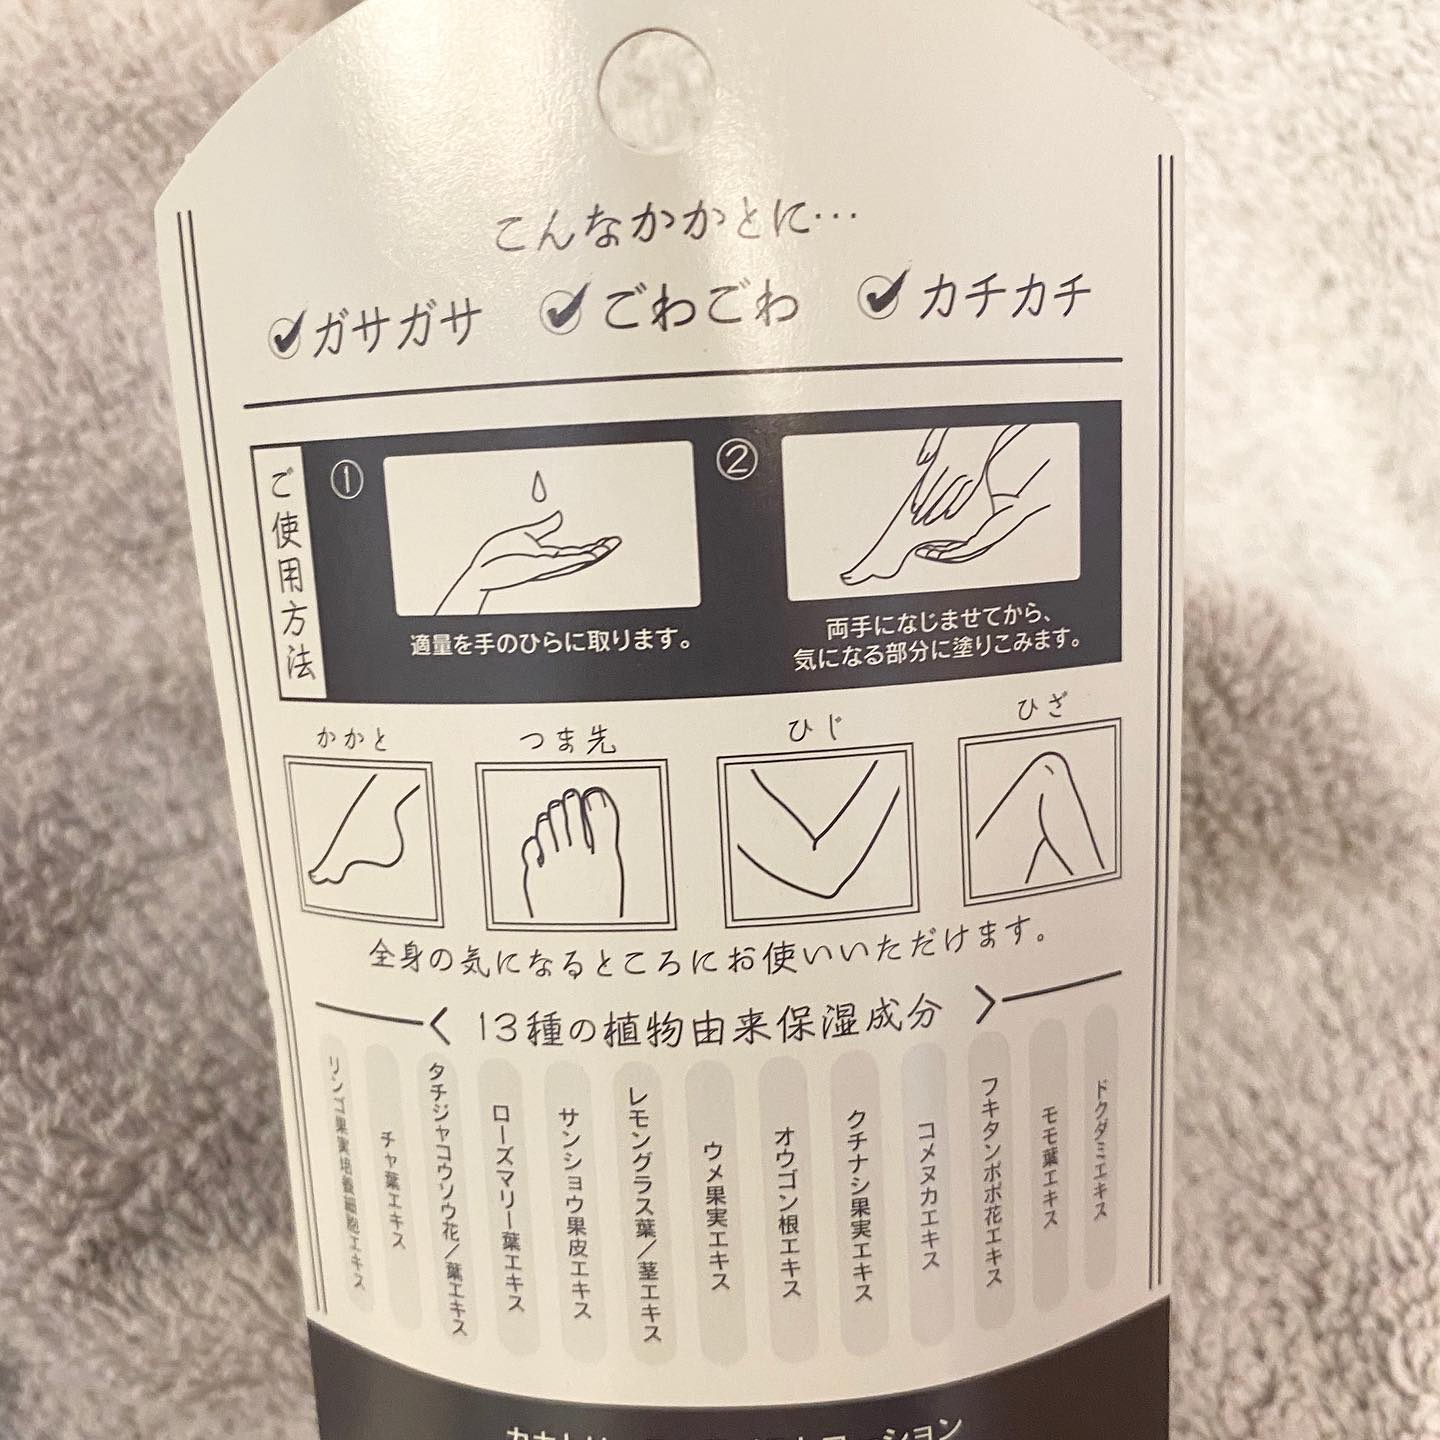 こんなかかとに…
ガサガサ ごわごわ カチカチ
ご使用方法
①
適量を手のひらに取ります。
②
両手になじませてから、
気になる部分に塗りこみます。
かかと つま先 ひじ ひざ
全身の気になるところにお使いいただけます。
13種の植物由来保湿成分
リンゴ果実培養細胞エキス
チャ葉エキス
タチジャコウソウ花/葉エキス
ローズマリー葉エキス
サンショウ果皮エキス
レモングラス葉/茎エキス
ウメ果実エキス
オウゴン根エキス
クチナシ果実エキス
コメヌカエキス
フキタンポポ花エキス
モモ葉エキス
ドクダミエキス